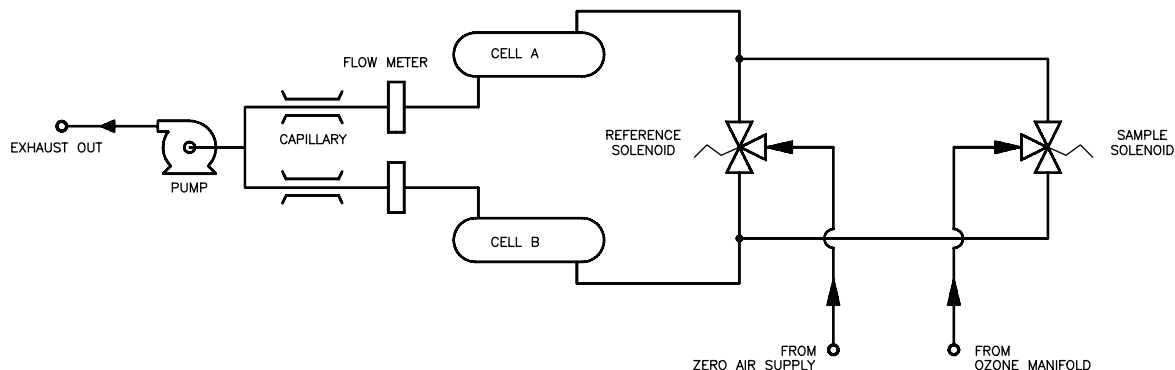 CELL A
FLOW METER
EXHAUST OUT
CAPILLARY
PUMP
REFERENCE
SOLENOID
SAMPLE
SOLENOID
CELL B
FROM
ZERO AIR SUPPLY
FROM
OZONE MANIFOLD